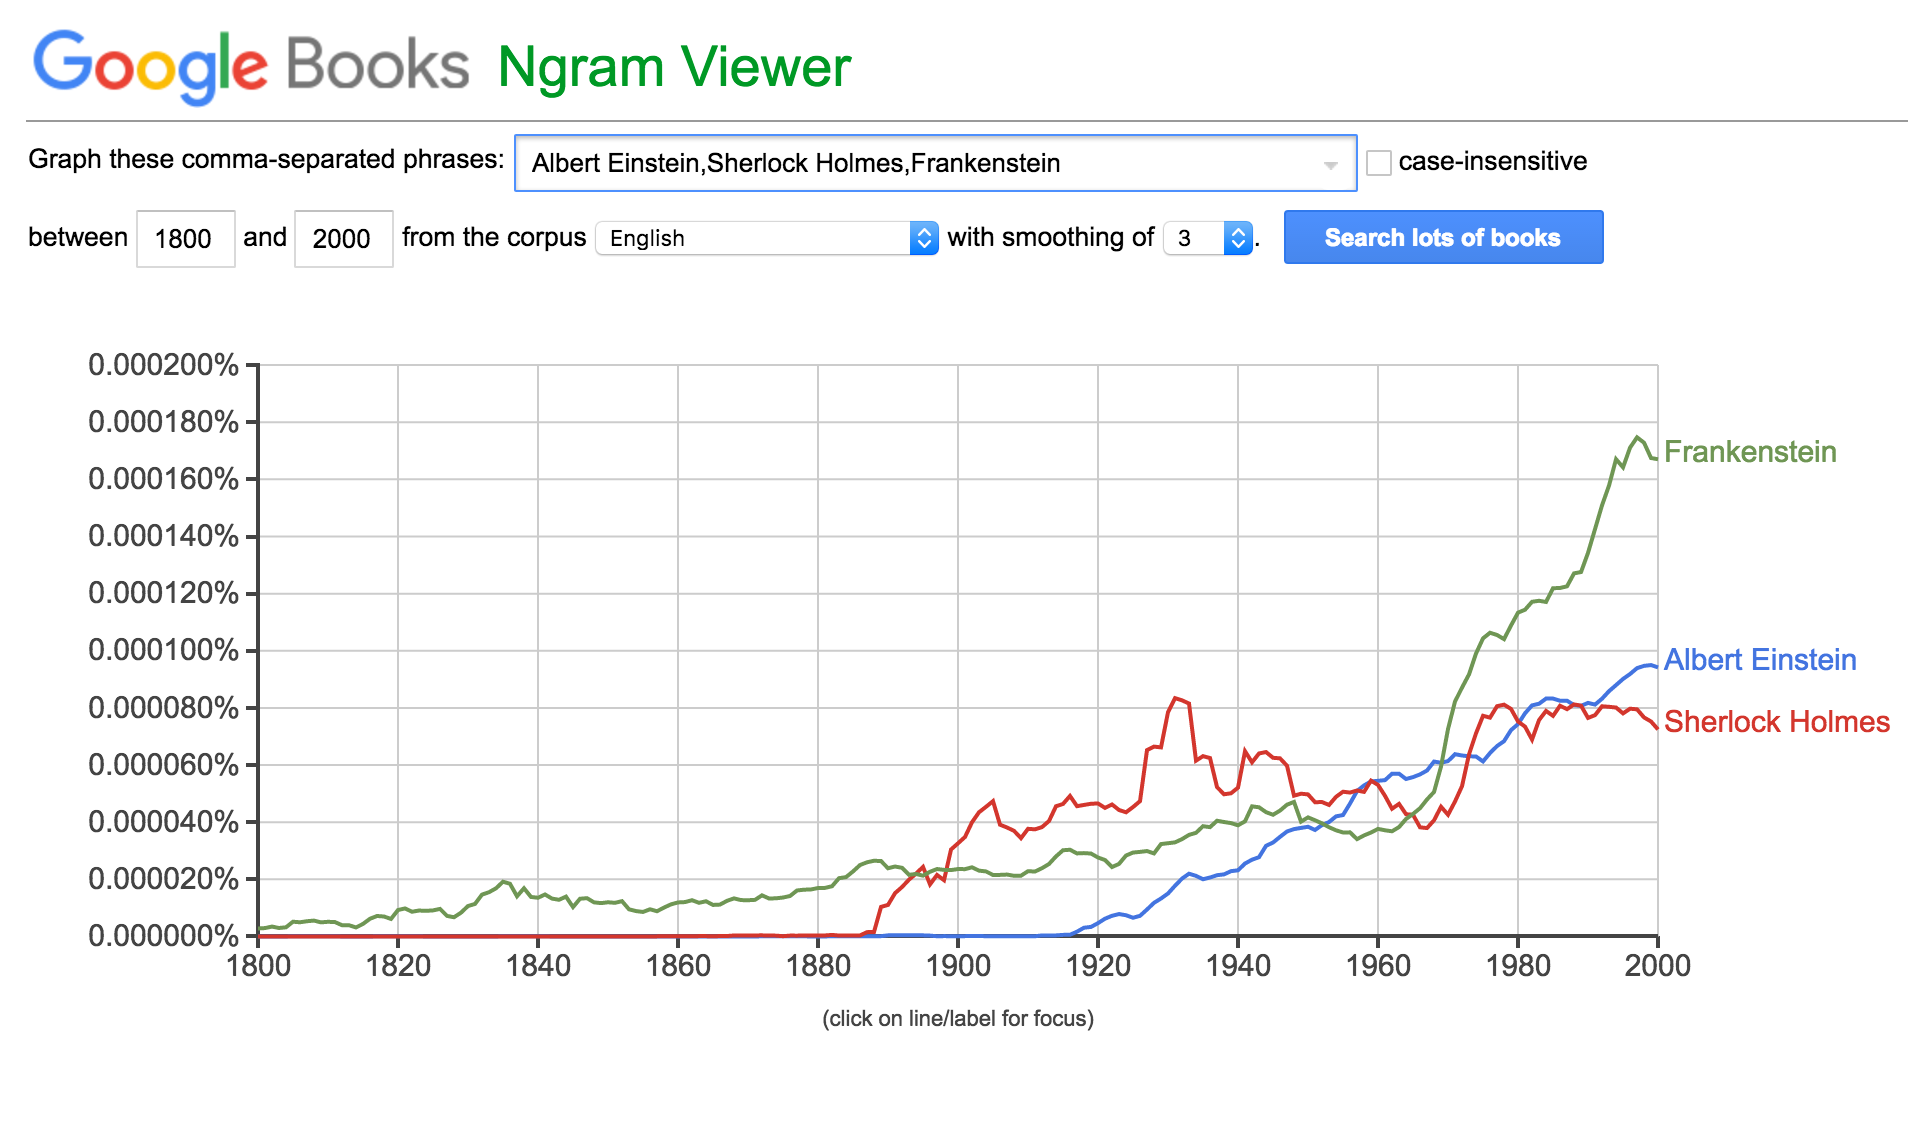 Google Books Ngram Viewer
Graph these comma-separated phrases: Albert Einstein,Sherlock Holmes,Frankenstein case-insensitive
between 1800 and 2000 from the corpus English with smoothing of 3 . Search lots of books
0.000200%
0.000180%
0.000160%
0.000140%
0.000120%
0.000100%
0.000080%
0.000060%
0.000040%
0.000020%
0.000000%
Frankenstein
Albert Einstein
Sherlock Holmes
1800 1820 1840 1860 1880 1900 1920 1940 1960 1980 2000
(click on line/label for focus)